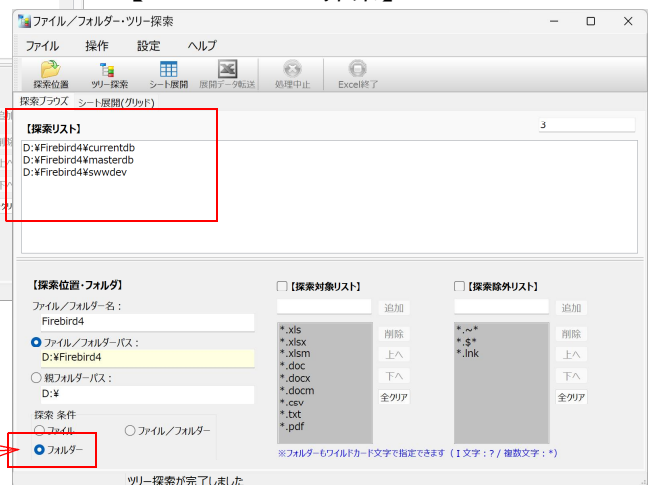 ファイル／フォルダー・ツリー探索
ファイル 操作 設定 ヘルプ
探索位置 ツリー探索 シート展開 展開データ転送 処理中止 Excel終了
探索ブラウズ シート展開(グリッド)
【探索リスト】 3
D:¥Firebird4¥currentdb
D:¥Firebird4¥masterdb
D:¥Firebird4¥swwdev
【探索位置・フォルダ】
ファイル／フォルダー名：
Firebird4
ファイル／フォルダーパス：
D:¥Firebird4
親フォルダーパス：
D:¥
探索 条件
ファイル ファイル／フォルダー
フォルダー
【探索対象リスト】
追加
*.xls
*.xlsx
*.xlsm
*.doc
*.docx
*.docm
*.csv
*.txt
*.pdf
削除
上へ
下へ
全クリア
【探索除外リスト】
追加
*.~*
*.$*
*.lnk
削除
上へ
下へ
全クリア
※フォルダーもワイルドカード文字で指定できます（１文字：? / 複数文字：*）
ツリー探索が完了しました